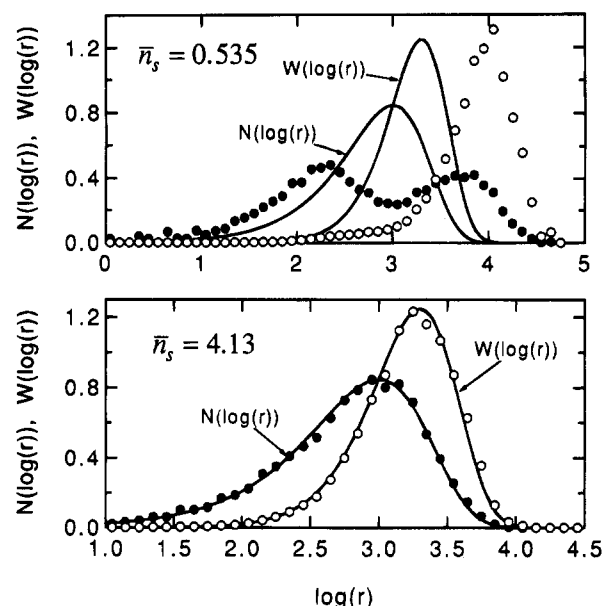 N(log(r)), W(log(r))
1.2
0.8
0.4
0.0
n̄s = 0.535
W(log(r))
N(log(r))
0 1 2 3 4 5
N(log(r)), W(log(r))
1.2
0.8
0.4
0.0
n̄s = 4.13
W(log(r))
N(log(r))
1.0 1.5 2.0 2.5 3.0 3.5 4.0 4.5
log(r)